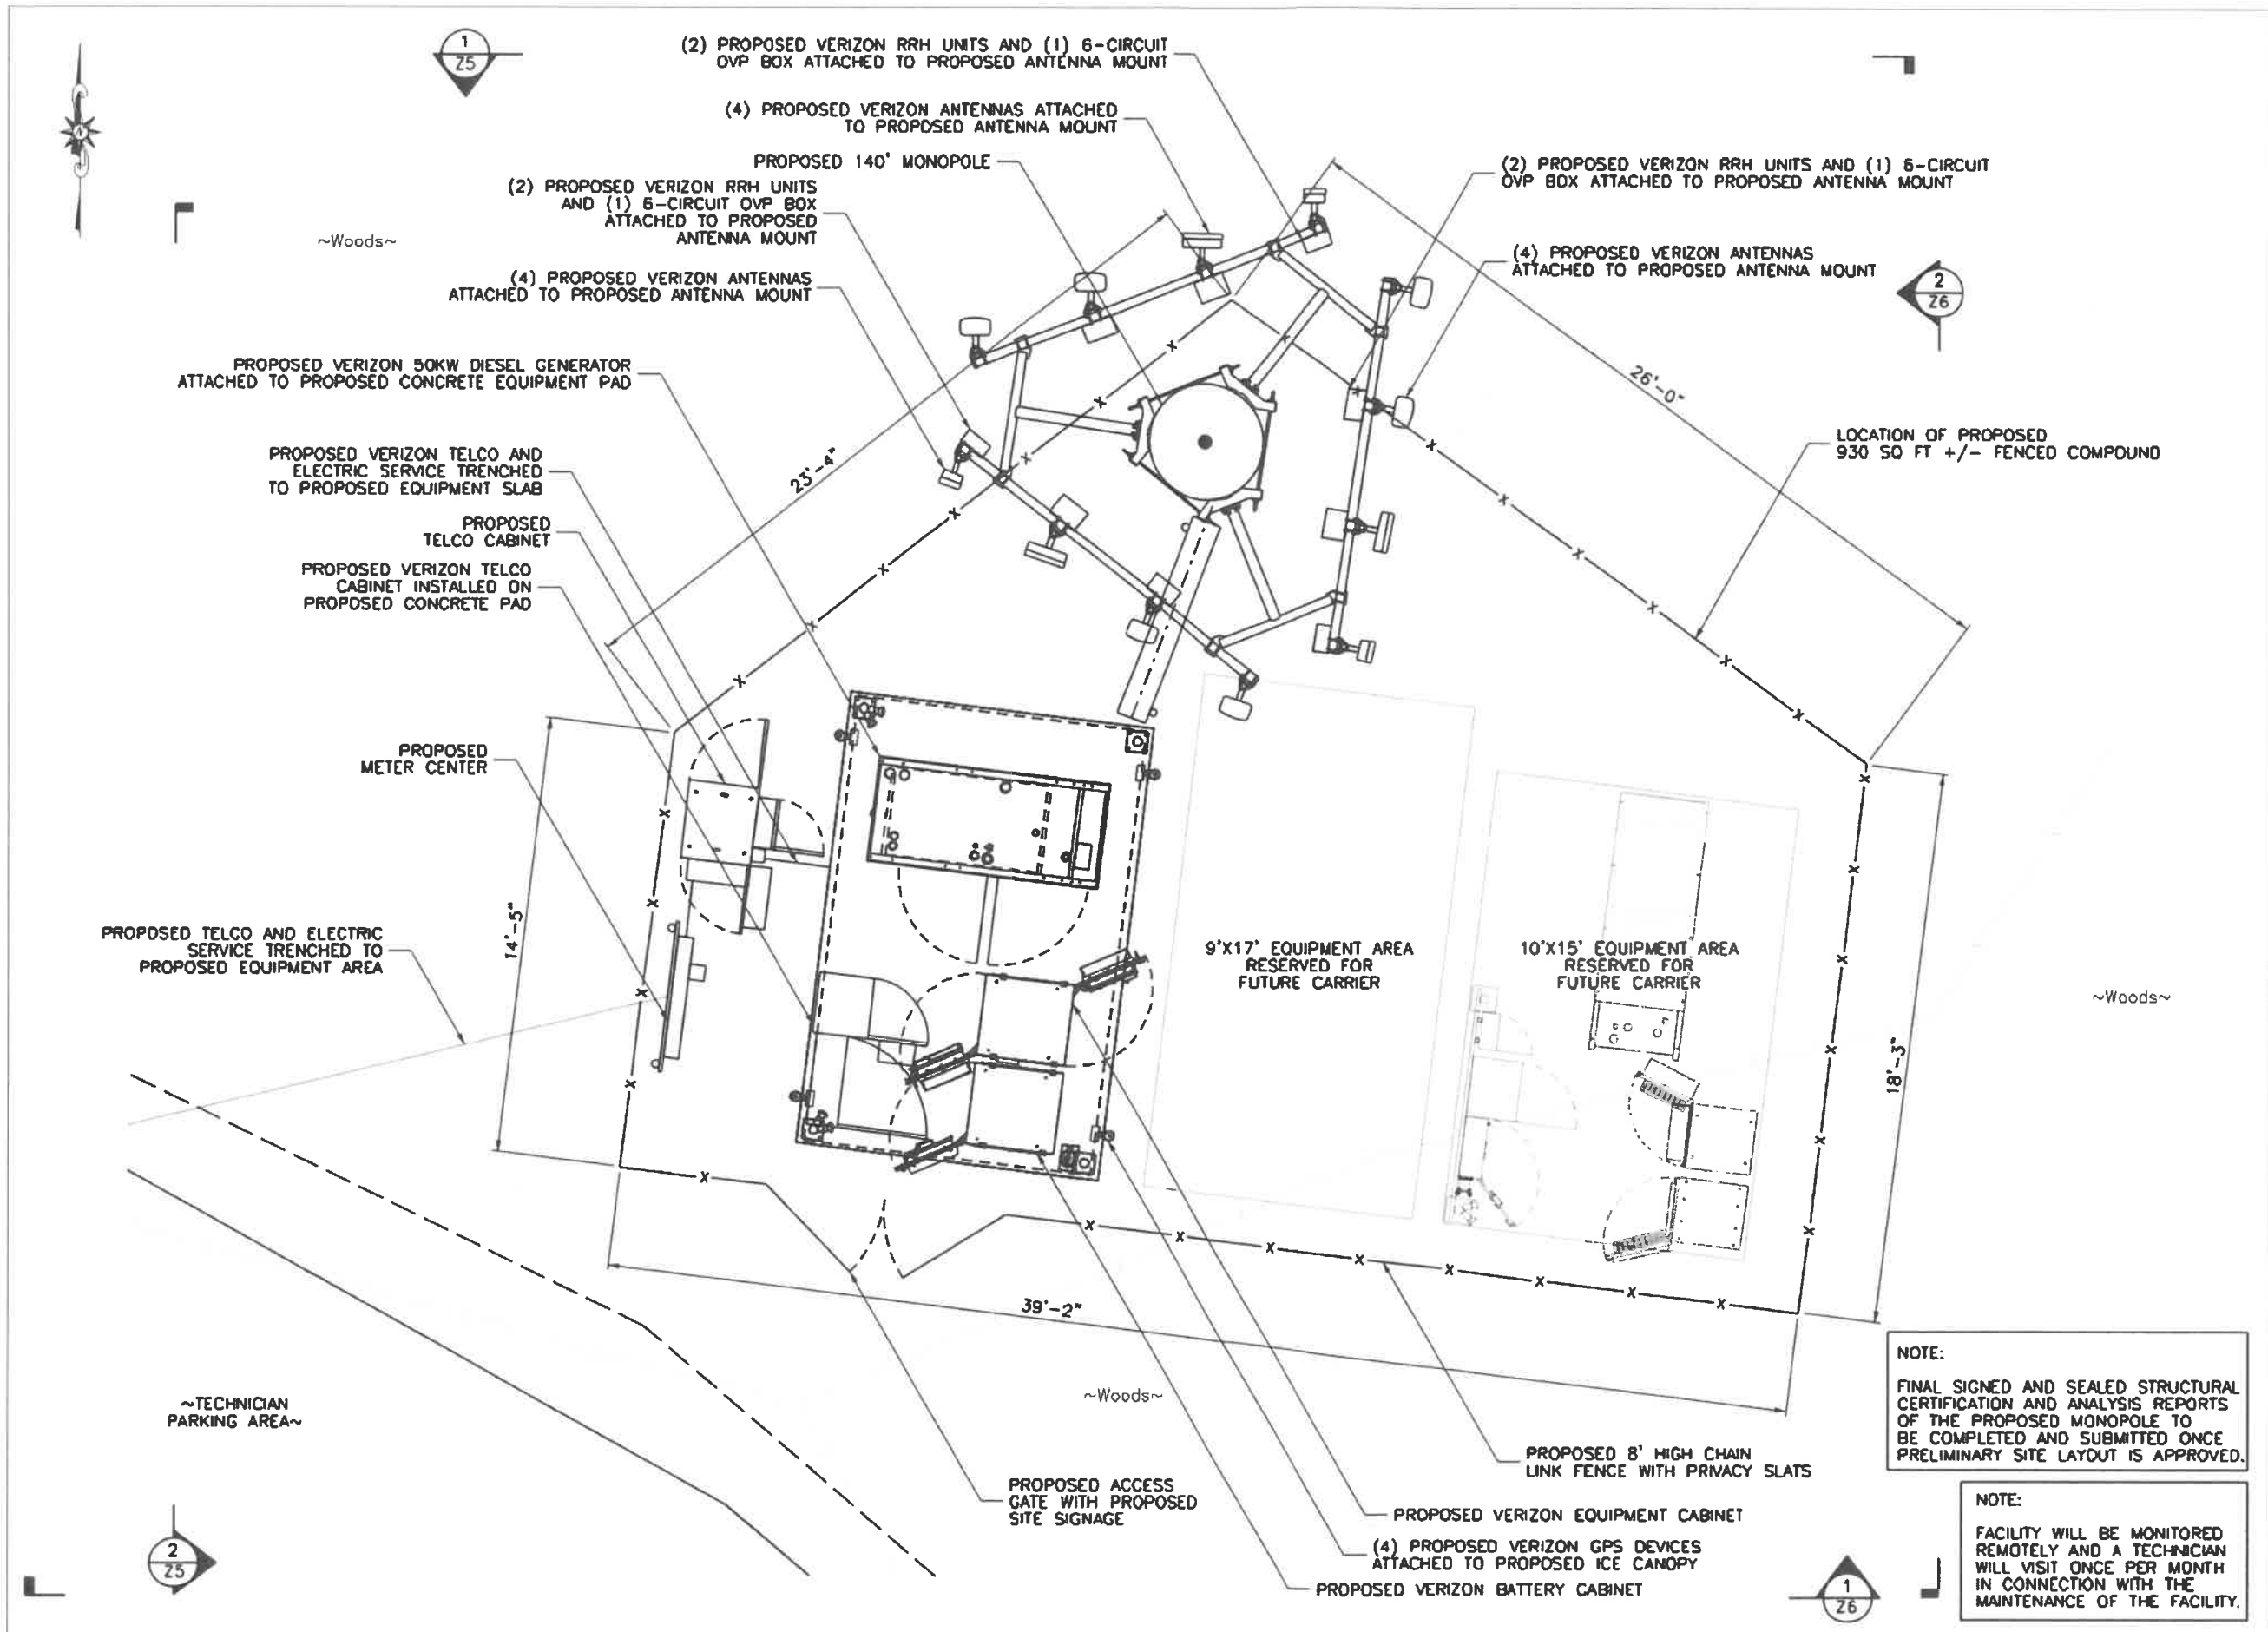 1
Z5
(2) PROPOSED VERIZON RRH UNITS AND (1) 6-CIRCUIT
OVP BOX ATTACHED TO PROPOSED ANTENNA MOUNT
(4) PROPOSED VERIZON ANTENNAS ATTACHED
TO PROPOSED ANTENNA MOUNT
PROPOSED 140' MONOPOLE
(2) PROPOSED VERIZON RRH UNITS
AND (1) 6-CIRCUIT OVP BOX
ATTACHED TO PROPOSED
ANTENNA MOUNT
(4) PROPOSED VERIZON ANTENNAS
ATTACHED TO PROPOSED ANTENNA MOUNT
(2) PROPOSED VERIZON RRH UNITS AND (1) 6-CIRCUIT
OVP BOX ATTACHED TO PROPOSED ANTENNA MOUNT
(4) PROPOSED VERIZON ANTENNAS
ATTACHED TO PROPOSED ANTENNA MOUNT
2
Z6
N
~Woods~
PROPOSED VERIZON 50KW DIESEL GENERATOR
ATTACHED TO PROPOSED CONCRETE EQUIPMENT PAD
PROPOSED VERIZON TELCO AND
ELECTRIC SERVICE TRENCHED
TO PROPOSED EQUIPMENT SLAB
PROPOSED
TELCO CABINET
PROPOSED VERIZON TELCO
CABINET INSTALLED ON
PROPOSED CONCRETE PAD
23'-4"
26'-0"
LOCATION OF PROPOSED
930 SQ FT +/- FENCED COMPOUND
PROPOSED
METER CENTER
14'-5"
PROPOSED TELCO AND ELECTRIC
SERVICE TRENCHED TO
PROPOSED EQUIPMENT AREA
9'X17' EQUIPMENT AREA
RESERVED FOR
FUTURE CARRIER
10'X15' EQUIPMENT AREA
RESERVED FOR
FUTURE CARRIER
~Woods~
18'-3"
39'-2"
~TECHNICIAN
PARKING AREA~
~Woods~
PROPOSED ACCESS
GATE WITH PROPOSED
SITE SIGNAGE
PROPOSED 8' HIGH CHAIN
LINK FENCE WITH PRIVACY SLATS
PROPOSED VERIZON EQUIPMENT CABINET
(4) PROPOSED VERIZON GPS DEVICES
ATTACHED TO PROPOSED ICE CANOPY
PROPOSED VERIZON BATTERY CABINET
NOTE:
FINAL SIGNED AND SEALED STRUCTURAL
CERTIFICATION AND ANALYSIS REPORTS
OF THE PROPOSED MONOPOLE TO
BE COMPLETED AND SUBMITTED ONCE
PRELIMINARY SITE LAYOUT IS APPROVED.
NOTE:
FACILITY WILL BE MONITORED
REMOTELY AND A TECHNICIAN
WILL VISIT ONCE PER MONTH
IN CONNECTION WITH THE
MAINTENANCE OF THE FACILITY.
2
Z5
1
Z6